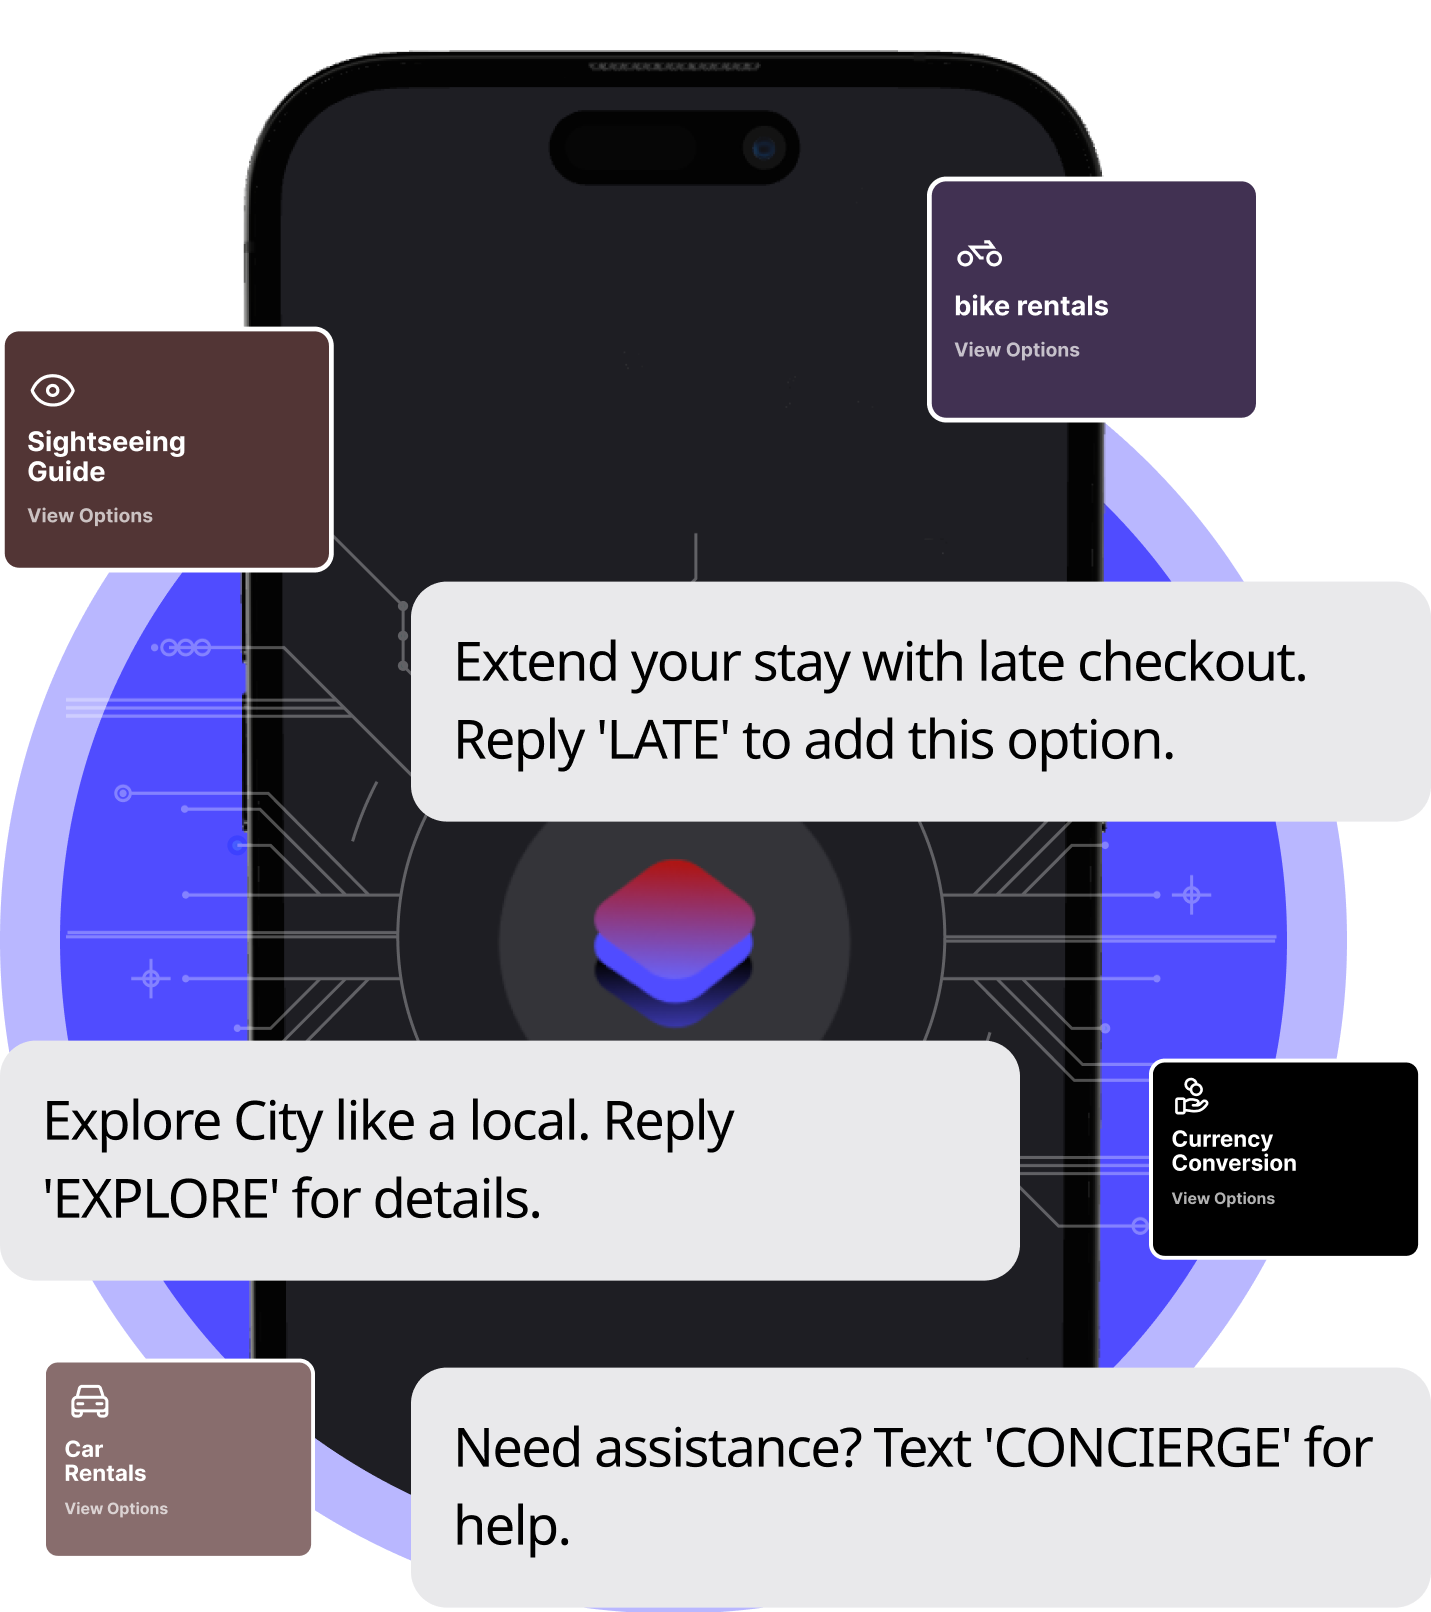 bike rentals
View Options
Sightseeing
Guide
View Options
Extend your stay with late checkout.
Reply 'LATE' to add this option.
Explore City like a local. Reply
'EXPLORE' for details.
Currency
Conversion
View Options
Car
Rentals
View Options
Need assistance? Text 'CONCIERGE' for
help.